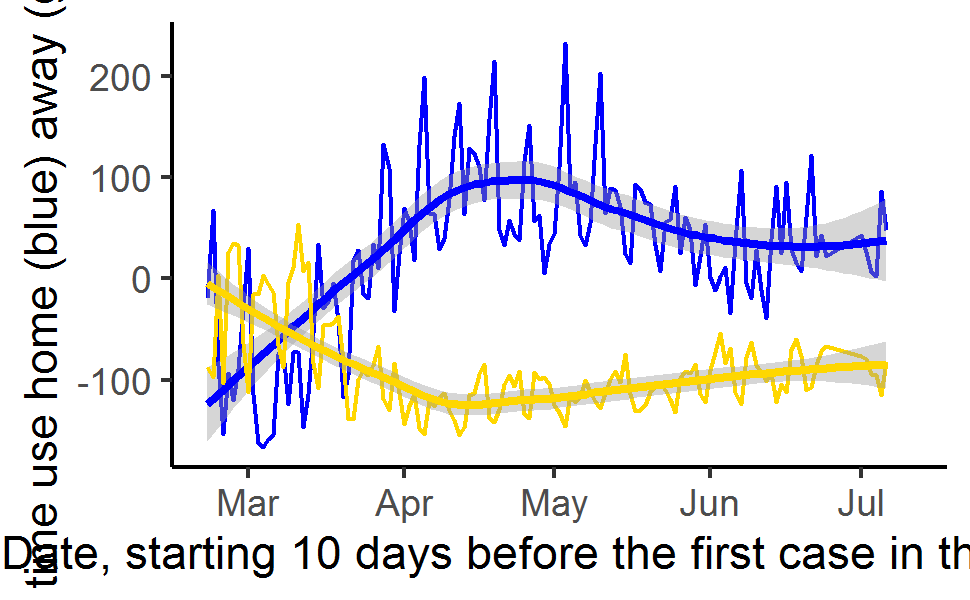 time use home (blue) away (
200
100
0
-100
Mar Apr May Jun Jul
Date, starting 10 days before the first case in th